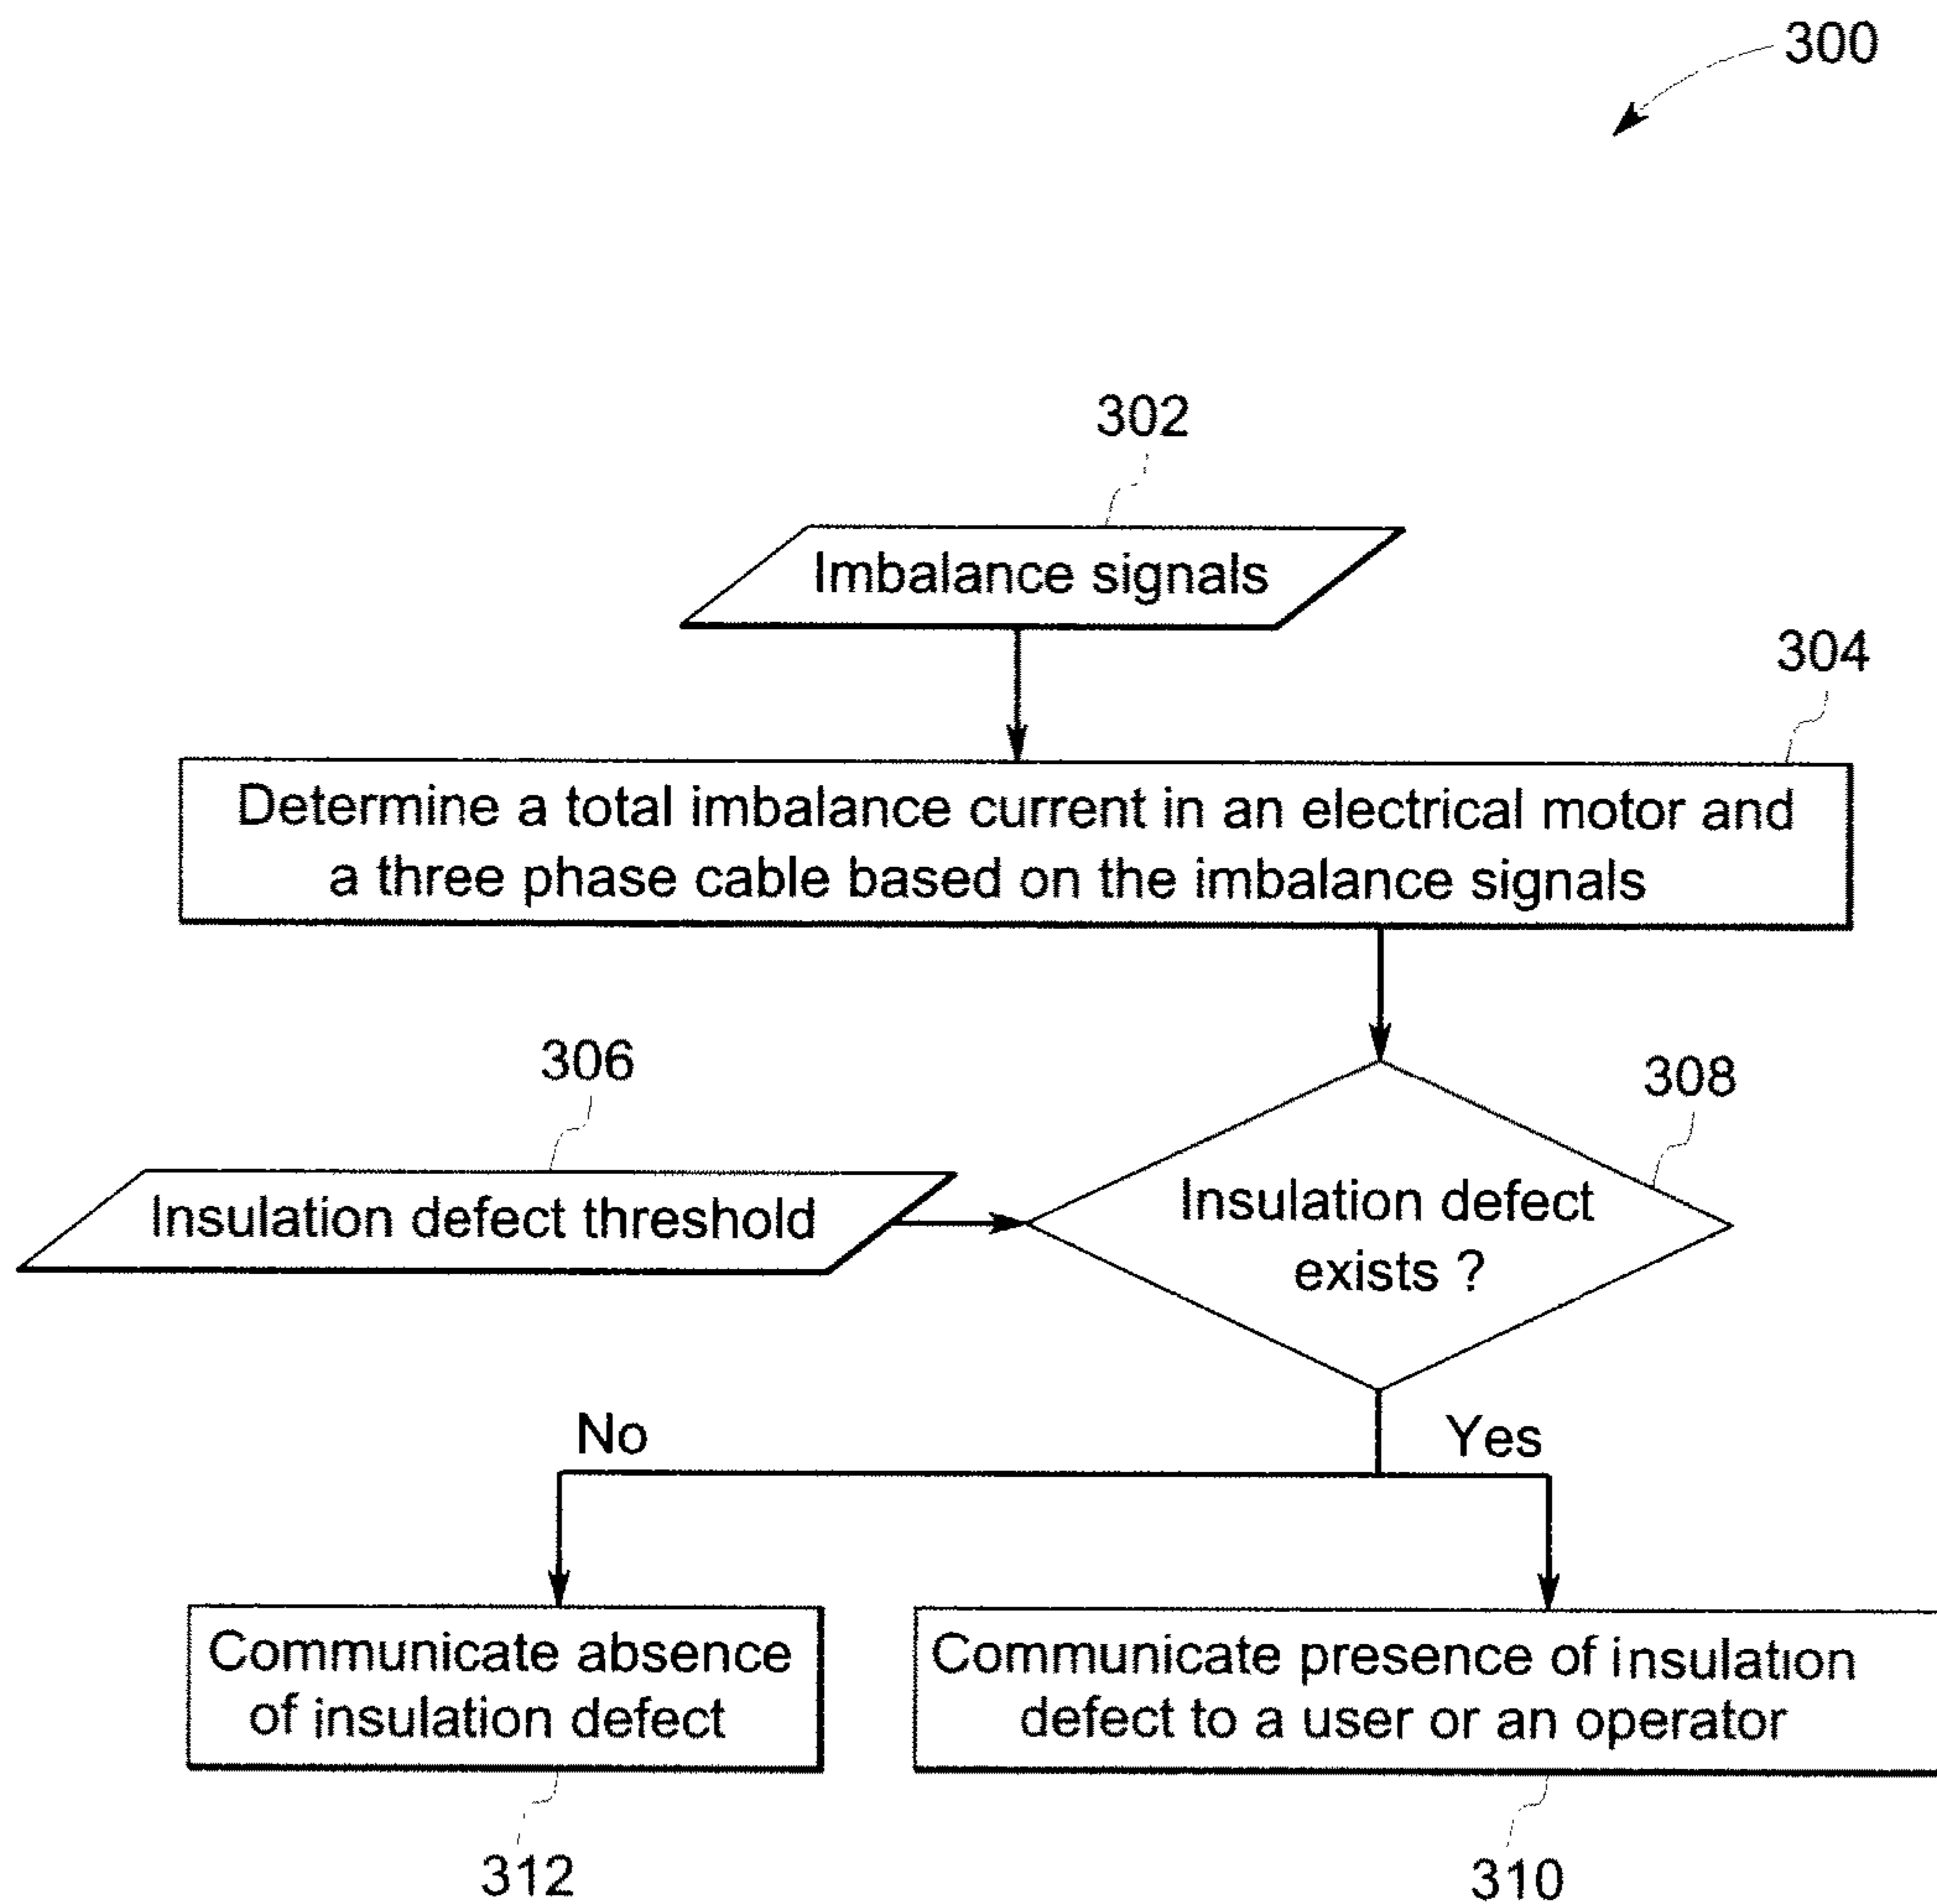 300
302
Imbalance signals
304
Determine a total imbalance current in an electrical motor and
a three phase cable based on the imbalance signals
306
308
Insulation defect threshold
Insulation defect
exists ?
No
Yes
Communicate absence
of insulation defect
Communicate presence of insulation
defect to a user or an operator
312
310